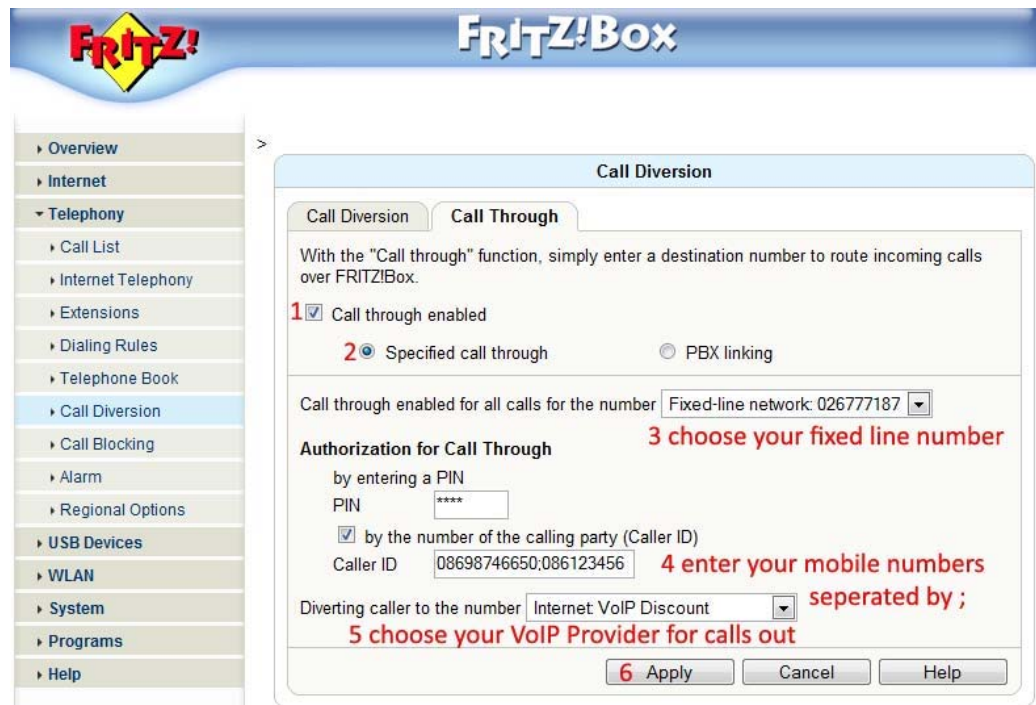 FRITZ!
FRITZ!Box
Overview
>
Internet
Telephony
Call List
Internet Telephony
Extensions
Dialing Rules
Telephone Book
Call Diversion
Call Blocking
Alarm
Regional Options
USB Devices
WLAN
System
Programs
Help
Call Diversion
Call Diversion Call Through
With the "Call through" function, simply enter a destination number to route incoming calls
over FRITZ!Box.
1 Call through enabled
2 Specified call through PBX linking
Call through enabled for all calls for the number Fixed-line network: 026777187
3 choose your fixed line number
Authorization for Call Through
by entering a PIN
PIN ****
by the number of the calling party (Caller ID)
Caller ID 08698746650;086123456 4 enter your mobile numbers
seperated by ;
Diverting caller to the number Internet: VoIP Discount
5 choose your VoIP Provider for calls out
6 Apply Cancel Help